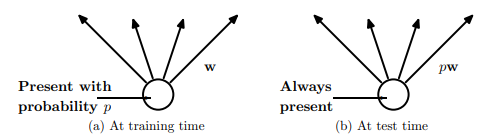 w
Present with
probability p
(a) At training time
pw
Always
present
(b) At test time